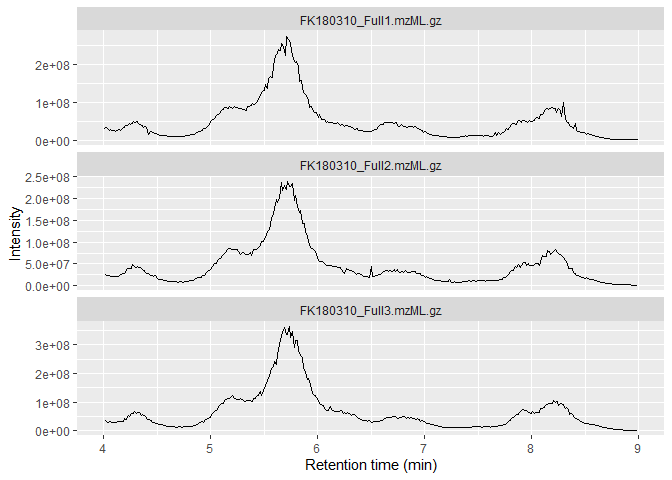 FK180310_Full1.mzML.gz
2e+08
1e+08
0e+00
FK180310_Full2.mzML.gz
2.5e+08
2.0e+08
1.5e+08
1.0e+08
5.0e+07
0.0e+00
Intensity
FK180310_Full3.mzML.gz
3e+08
2e+08
1e+08
0e+00
4 5 6 7 8 9
Retention time (min)